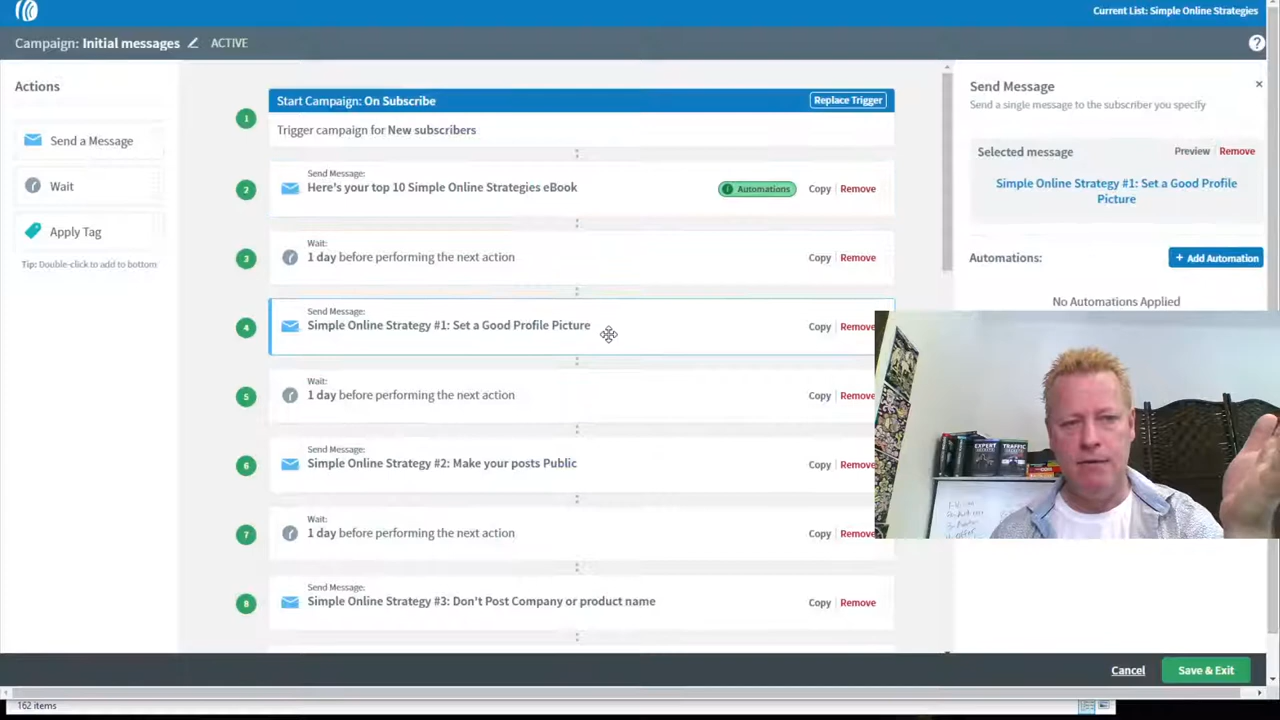 Current List: Simple Online Strategies
Campaign: Initial messages ACTIVE
?
Actions
Send a Message
Wait
Apply Tag
Tip: Double-click to add to bottom
1
Start Campaign: On Subscribe
Replace Trigger
Trigger campaign for New subscribers
2
Send Message:
Here's your top 10 Simple Online Strategies eBook
Automations
Copy Remove
3
Wait:
1 day before performing the next action
Copy Remove
4
Send Message:
Simple Online Strategy #1: Set a Good Profile Picture
Copy Remove
5
Wait:
1 day before performing the next action
Copy Remove
6
Send Message:
Simple Online Strategy #2: Make your posts Public
Copy Remove
7
Wait:
1 day before performing the next action
Copy Remove
8
Send Message:
Simple Online Strategy #3: Don't Post Company or product name
Copy Remove
Send Message
×
Send a single message to the subscriber you specify
Selected message
Preview Remove
Simple Online Strategy #1: Set a Good Profile
Picture
Automations:
+ Add Automation
No Automations Applied
EXPERT
TRAFFIC
Cancel
Save & Exit
162 items